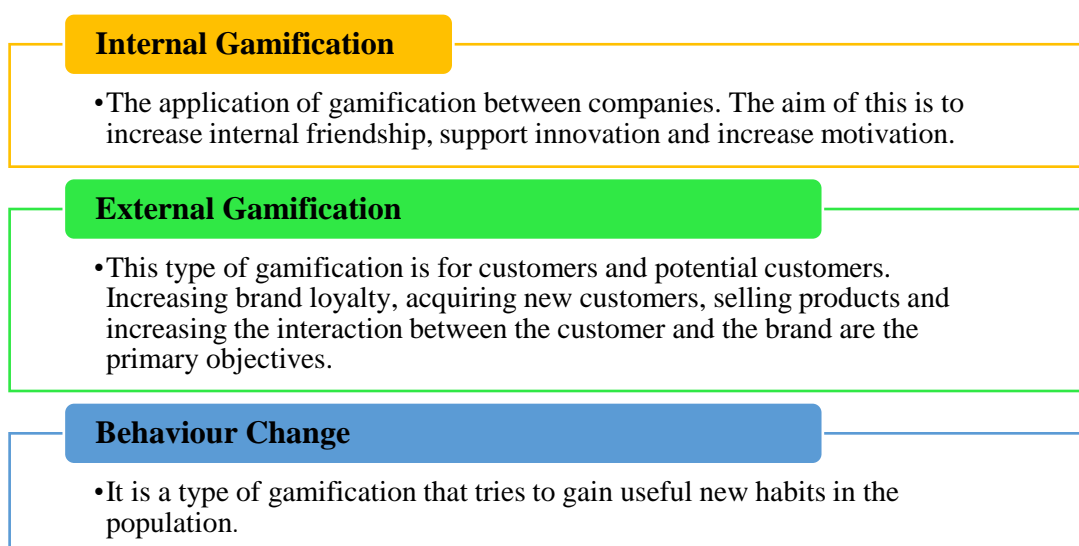 Internal Gamification
•The application of gamification between companies. The aim of this is to
increase internal friendship, support innovation and increase motivation.
External Gamification
•This type of gamification is for customers and potential customers.
Increasing brand loyalty, acquiring new customers, selling products and
increasing the interaction between the customer and the brand are the
primary objectives.
Behaviour Change
•It is a type of gamification that tries to gain useful new habits in the
population.